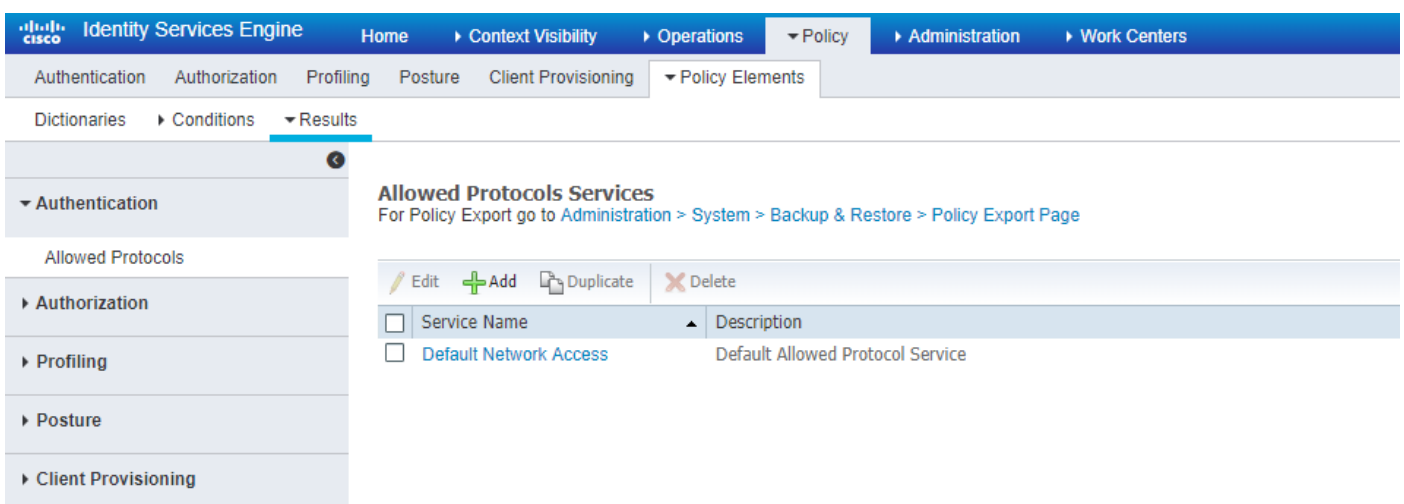 cisco Identity Services Engine Home Context Visibility Operations Policy Administration Work Centers
Authentication Authorization Profiling Posture Client Provisioning Policy Elements
Dictionaries Conditions Results
Authentication
Allowed Protocols
Authorization
Profiling
Posture
Client Provisioning
Allowed Protocols Services
For Policy Export go to Administration > System > Backup & Restore > Policy Export Page
Edit Add Duplicate Delete
Service Name Description
Default Network Access Default Allowed Protocol Service